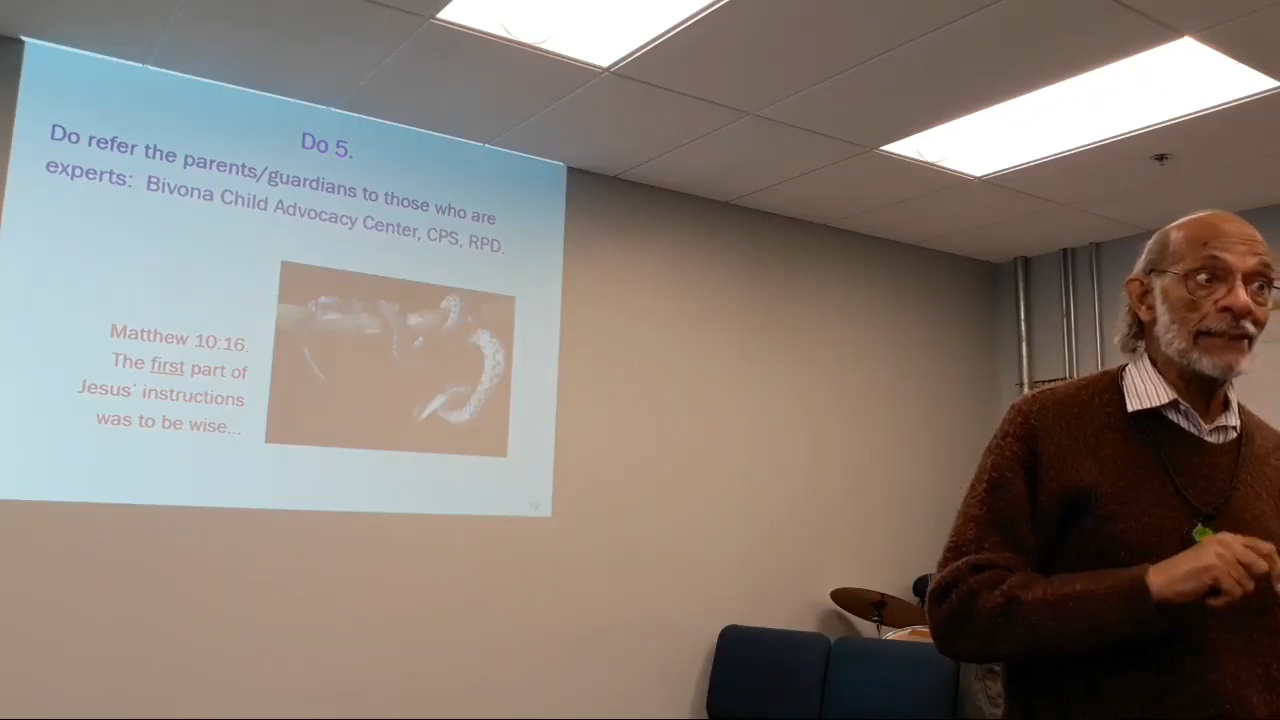 Do 5.
Do refer the parents/guardians to those who are
experts: Bivona Child Advocacy Center, CPS, RPD.
Matthew 10:16.
The first part of
Jesus' instructions
was to be wise...